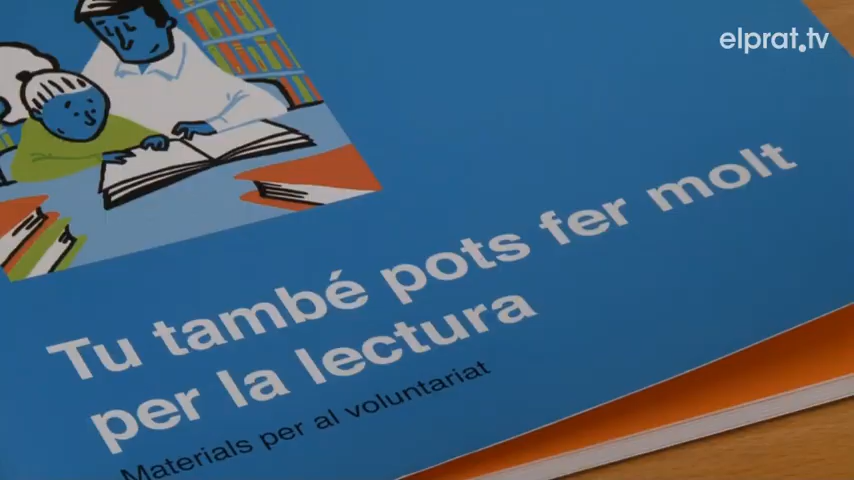 elprat.tv
Tu també pots fer molt
per la lectura
Materials per al voluntariat